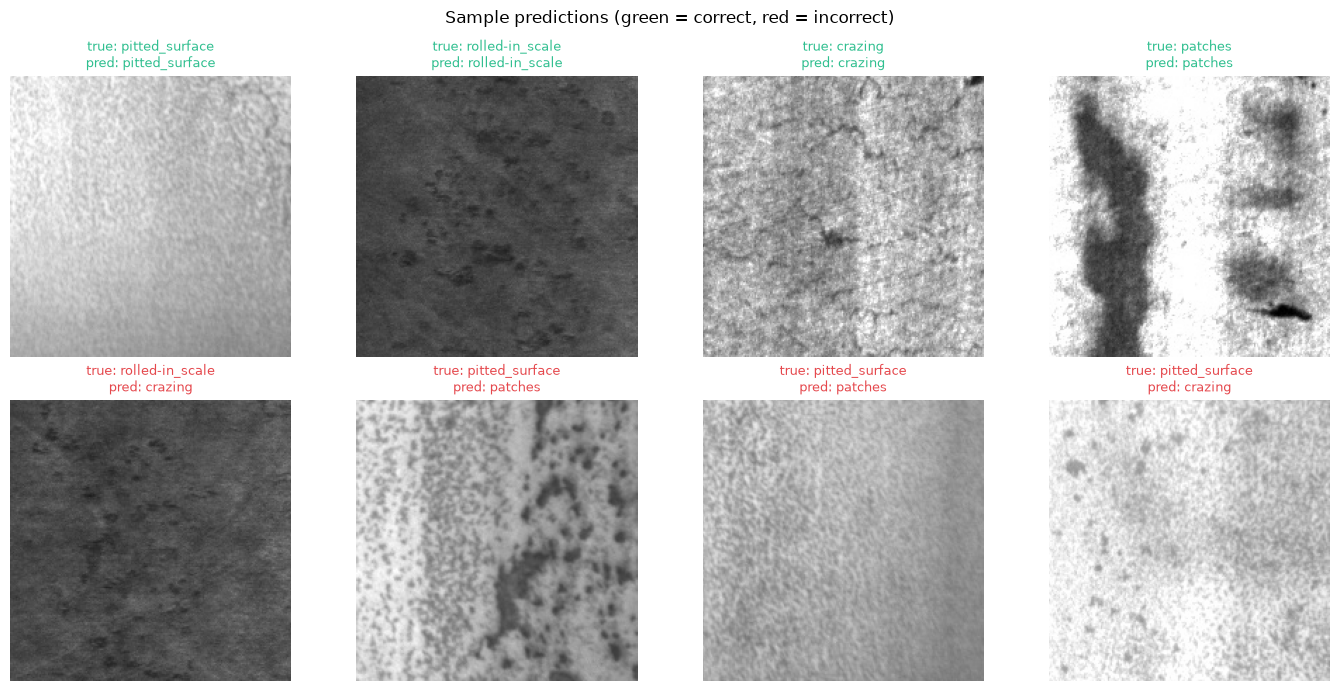 Sample predictions (green = correct, red = incorrect)
true: pitted_surface
pred: pitted_surface
true: rolled-in_scale
pred: rolled-in_scale
true: crazing
pred: crazing
true: patches
pred: patches
true: rolled-in_scale
pred: crazing
true: pitted_surface
pred: patches
true: pitted_surface
pred: patches
true: pitted_surface
pred: crazing